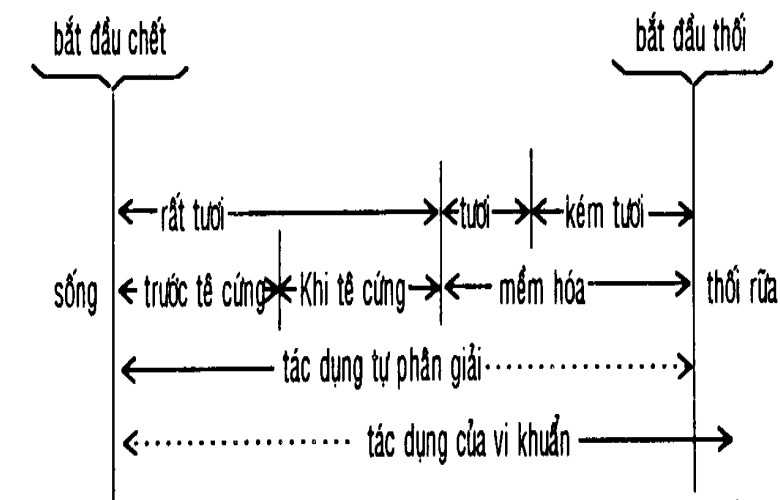 bắt đầu chết bắt đầu thối
rất tươi tươi kém tươi
sống trước tê cứng Khi tê cứng mềm hóa thối rữa
tác dụng tự phân giải
tác dụng của vi khuẩn